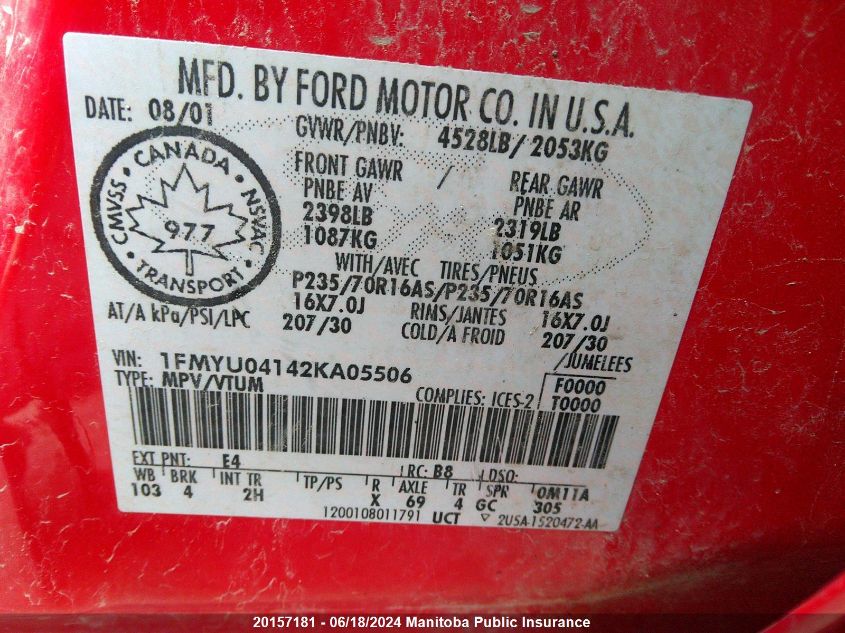 MFD. BY FORD MOTOR CO. IN U.S.A.
DATE: 08/01 GVWR/PNBV: 4528LB/ 2053KG
CANADA
CMVSS 977 NSVAC
TRANSPORT
FRONT GAWR / REAR GAWR
PNBE AV PNBE AR
2398LB 2319LB
1087KG 1051KG
WITH/AVEC TIRES/PNEUS
P235/70R16AS/P235/70R16AS
16X7.0J RIMS/JANTES 16X7.0J
AT/A kPa/PSI/LPC 207/30 COLD/A FROID 207/30
/JUMELEES
VIN: 1FMYU04142KA05506 F0000
TYPE: MPV/VTUM COMPLIES: ICES-2 T0000
EXT PNT: E4 RC: B8 DSO:
WB BRK INT TR TP/PS R AXLE TR SPR 0M11A
103 4 2H X 69 4 GC 305
1200108011791 UCT ▽ 2U5A-1520472-AA
20157181 - 06/18/2024 Manitoba Public Insurance